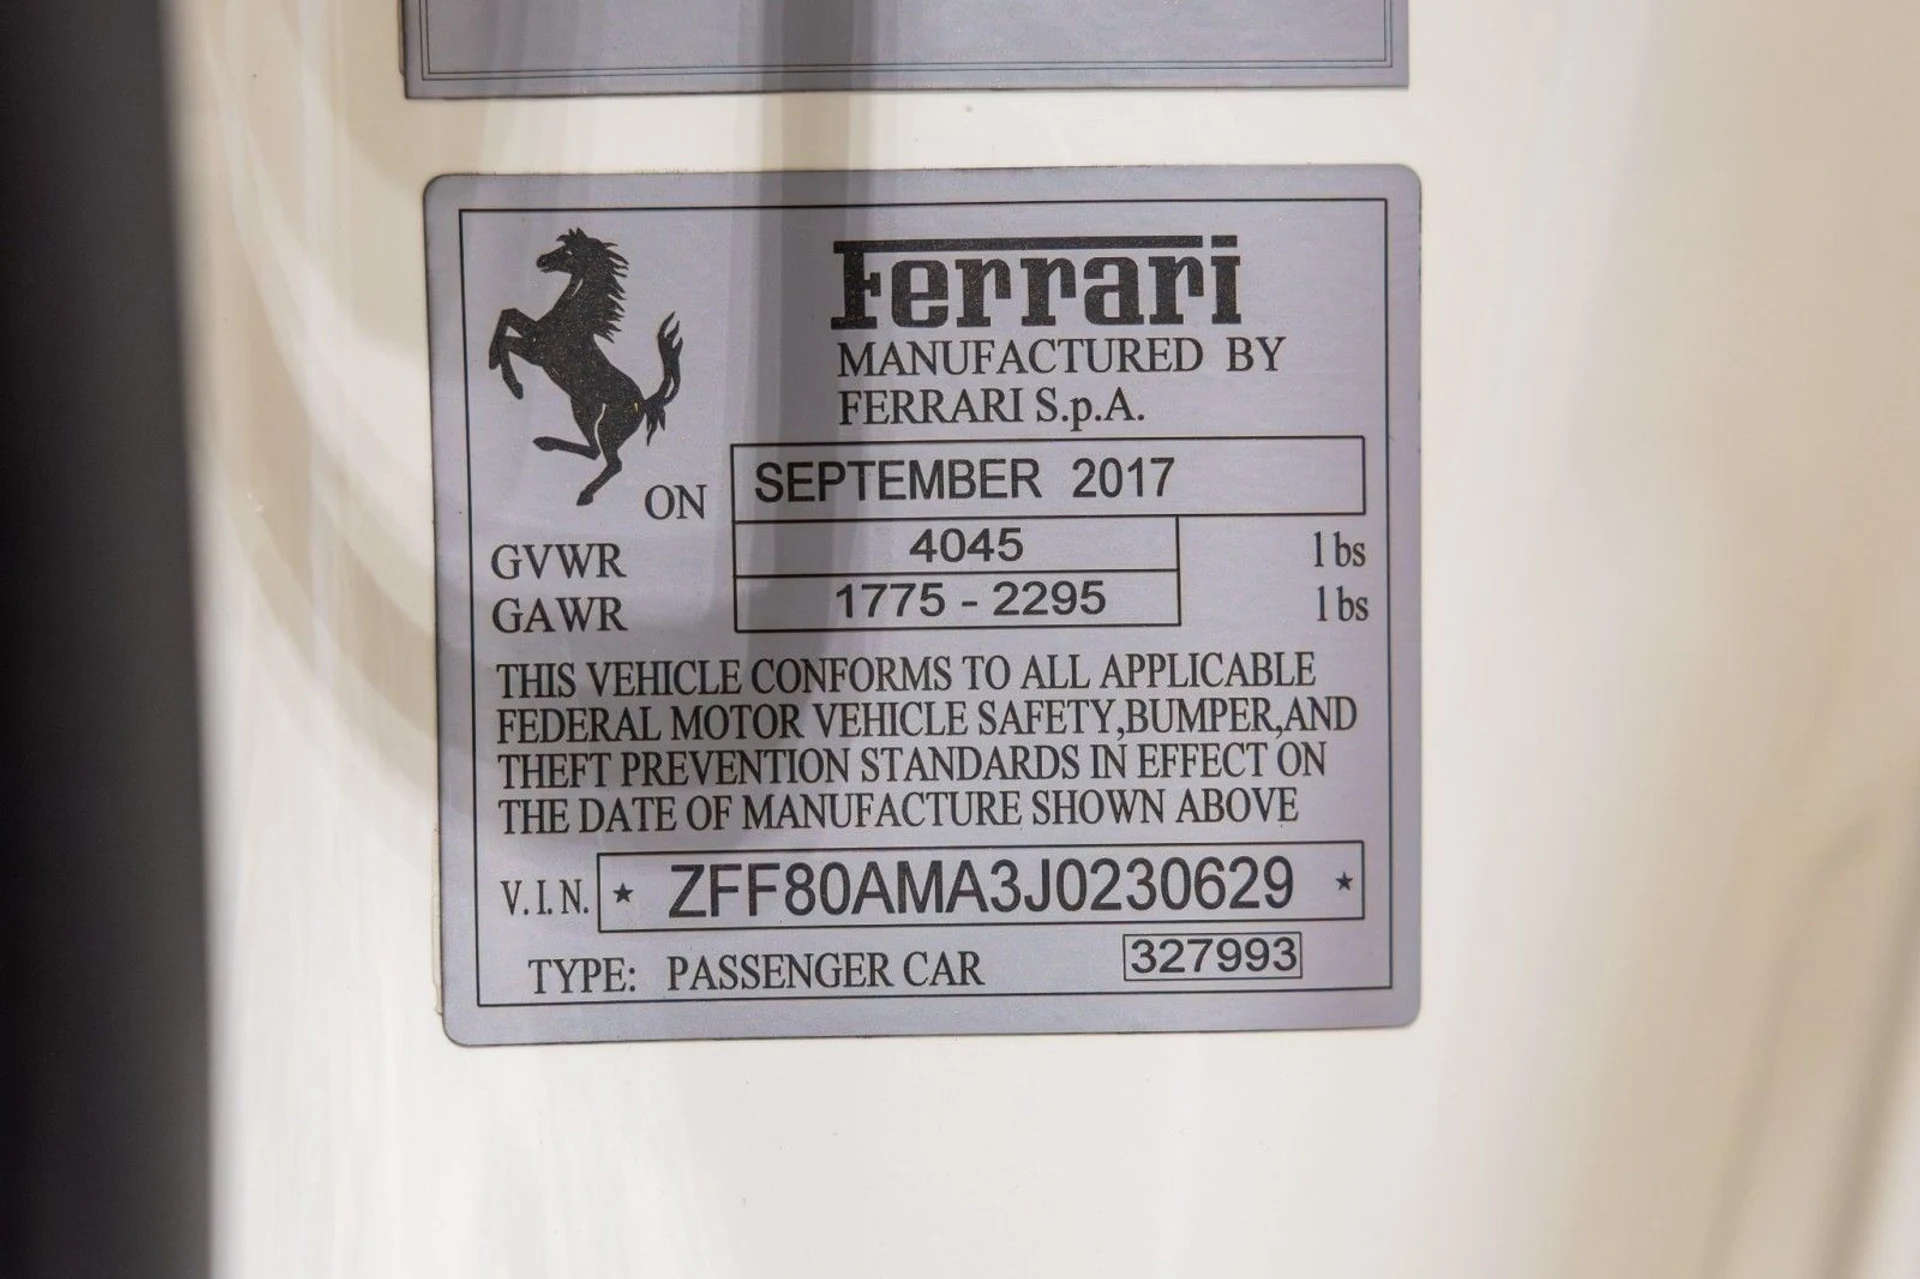 Ferrari
MANUFACTURED BY
FERRARI S.p.A.
ON SEPTEMBER 2017
GVWR 4045 lbs
GAWR 1775 - 2295 lbs
THIS VEHICLE CONFORMS TO ALL APPLICABLE
FEDERAL MOTOR VEHICLE SAFETY,BUMPER,AND
THEFT PREVENTION STANDARDS IN EFFECT ON
THE DATE OF MANUFACTURE SHOWN ABOVE
V.I.N. ★ ZFF80AMA3J0230629 ★
TYPE: PASSENGER CAR 327993